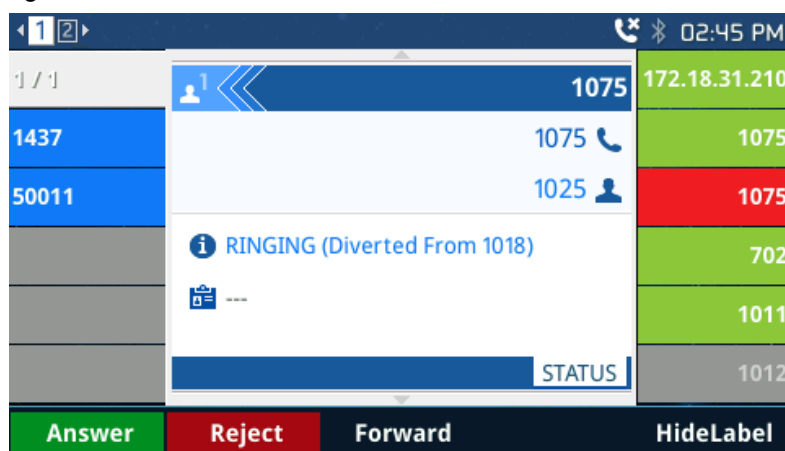 1 2 02:45 PM
1 / 1
1437
50011
1 1075
1075
1025
RINGING (Diverted From 1018)
---
STATUS
172.18.31.210
1075
1075
702
1011
1012
Answer Reject Forward HideLabel